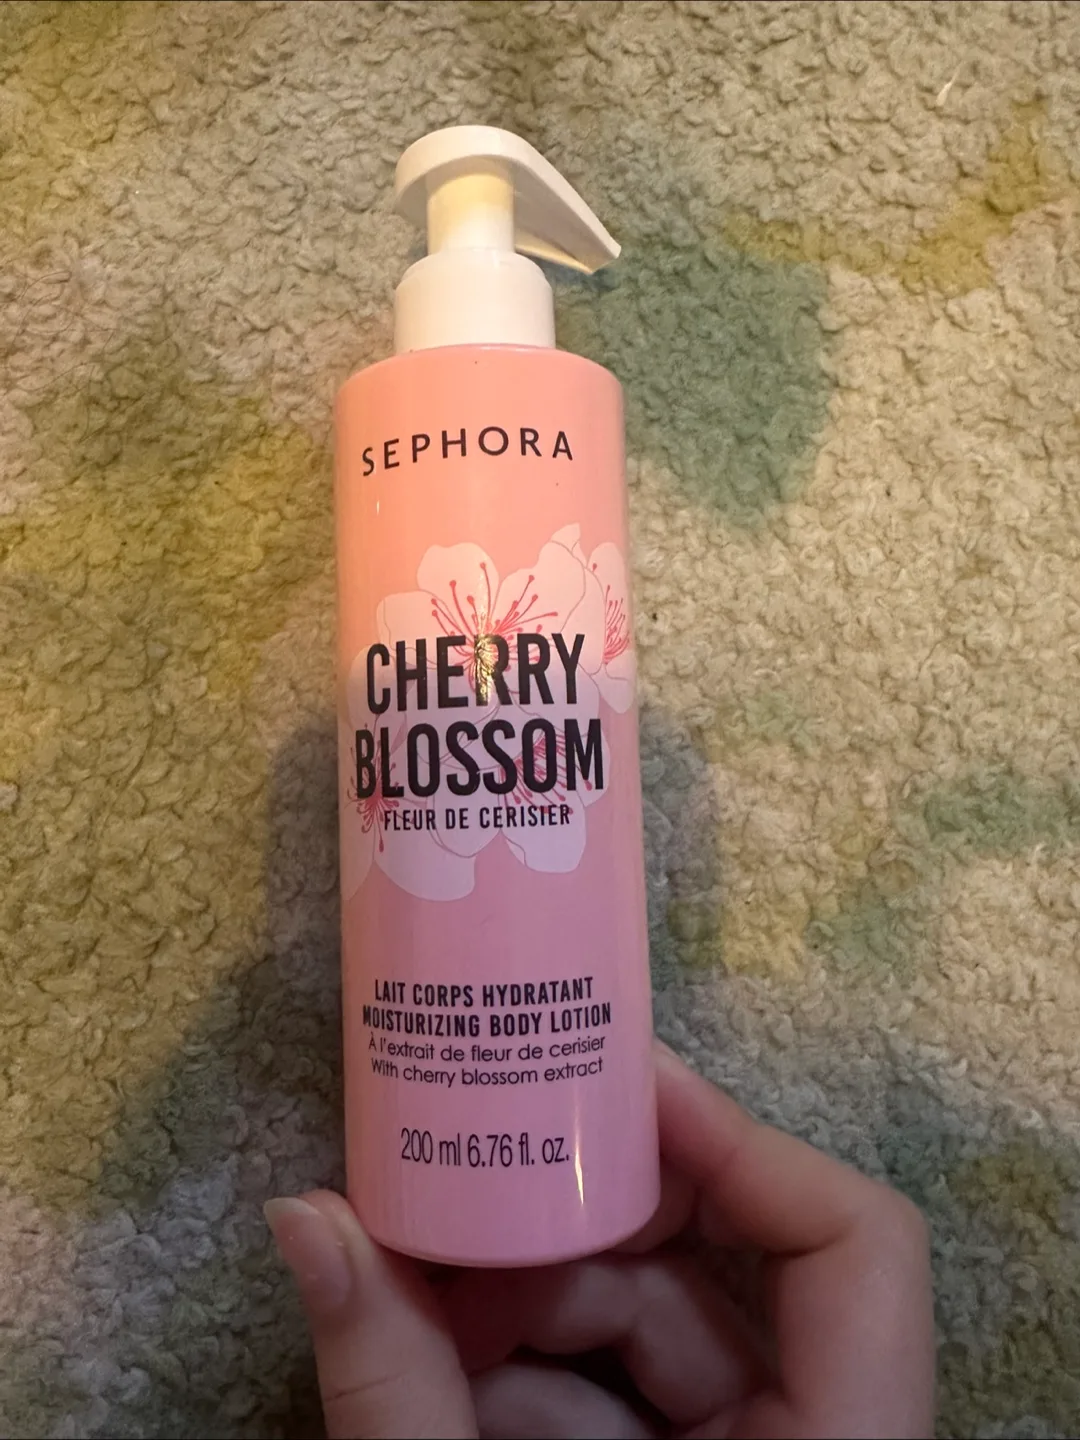 SEPHORA
CHERRY
BLOSSOM
FLEUR DE CERISIER
LAIT CORPS HYDRATANT
MOISTURIZING BODY LOTION
À l'extrait de fleur de cerisier
With cherry blossom extract
200 ml 6.76 fl. oz.